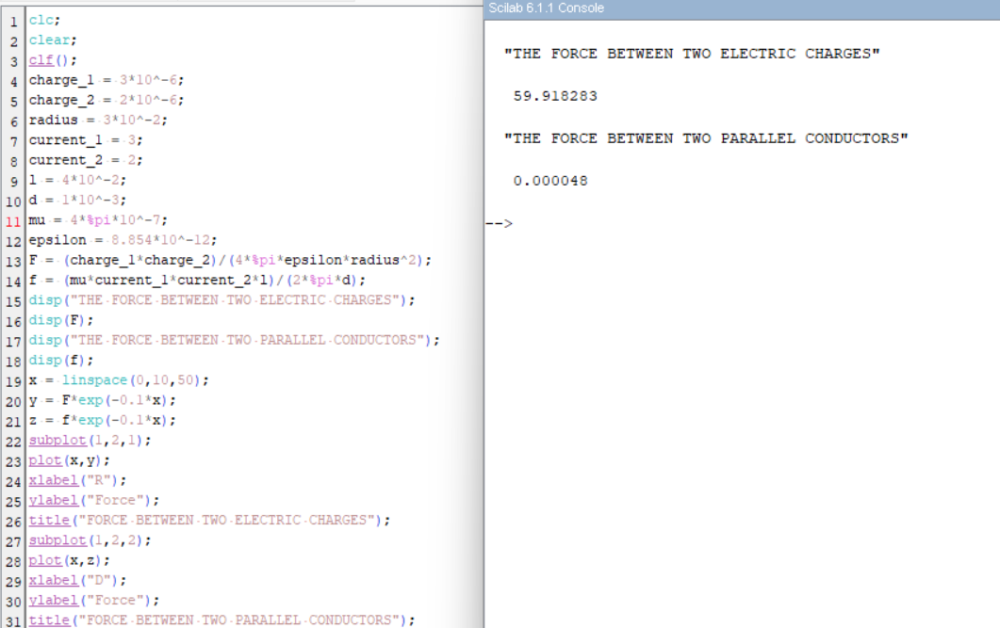 1 clc;
2 clear;
3 clf();
4 charge_1 = 3*10^-6;
5 charge_2 = 2*10^-6;
6 radius = 3*10^-2;
7 current_1 = 3;
8 current_2 = 2;
9 l = 4*10^-2;
10 d = 1*10^-3;
11 mu = 4*%pi*10^-7;
12 epsilon = 8.854*10^-12;
13 F = (charge_1*charge_2)/(4*%pi*epsilon*radius^2);
14 f = (mu*current_1*current_2*l)/(2*%pi*d);
15 disp("THE FORCE BETWEEN TWO ELECTRIC CHARGES");
16 disp(F);
17 disp("THE FORCE BETWEEN TWO PARALLEL CONDUCTORS");
18 disp(f);
19 x = linspace(0,10,50);
20 y = F*exp(-0.1*x);
21 z = f*exp(-0.1*x);
22 subplot(1,2,1);
23 plot(x,y);
24 xlabel("R");
25 ylabel("Force");
26 title("FORCE BETWEEN TWO ELECTRIC CHARGES");
27 subplot(1,2,2);
28 plot(x,z);
29 xlabel("D");
30 ylabel("Force");
31 title("FORCE BETWEEN TWO PARALLEL CONDUCTORS");
Scilab 6.1.1 Console
"THE FORCE BETWEEN TWO ELECTRIC CHARGES"
59.918283
"THE FORCE BETWEEN TWO PARALLEL CONDUCTORS"
0.000048
-->